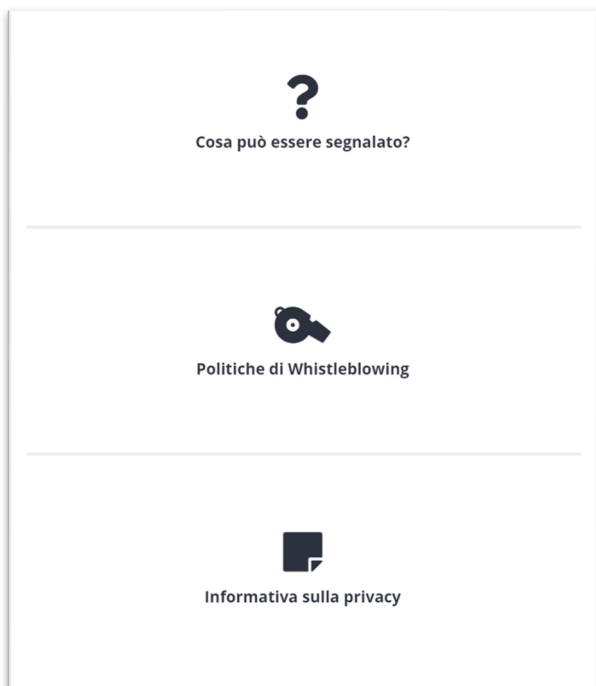 Cosa può essere segnalato?
Politiche di Whistleblowing
Informativa sulla privacy